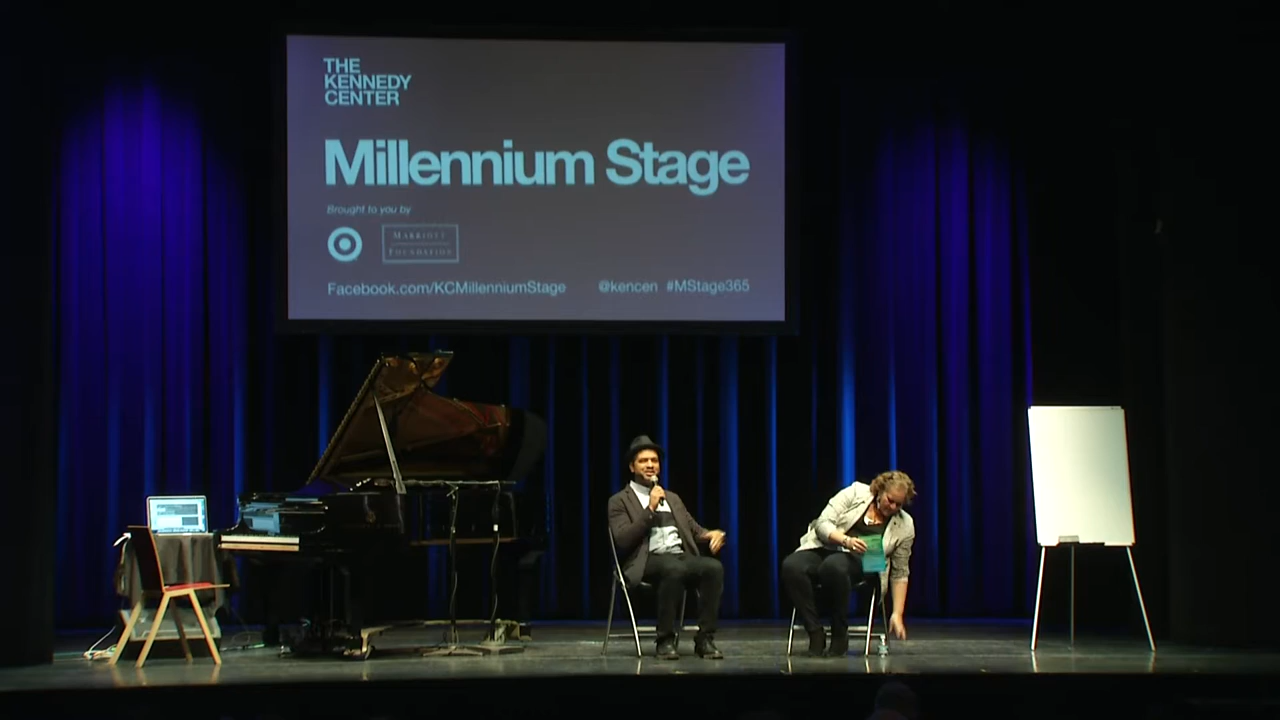 THE
KENNEDY
CENTER
Millennium Stage
Brought to you by
MARRIOTT
FOUNDATION
Facebook.com/KCMillenniumStage @kencen #MStage365